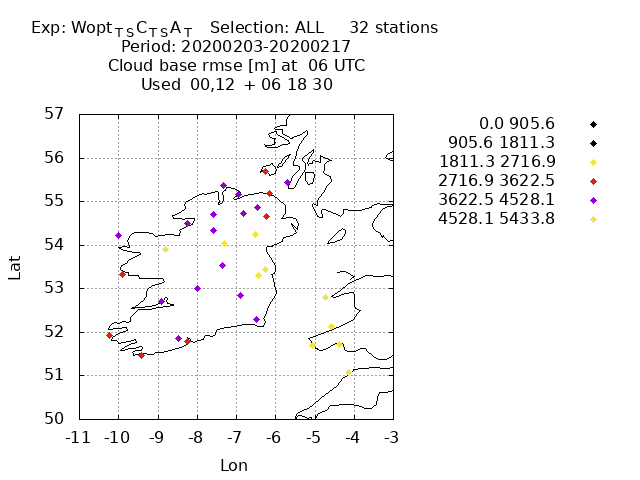 Exp: Wopt_T_SC_T_SA_T Selection: ALL 32 stations
Period: 20200203-20200217
Cloud base rmse [m] at 06 UTC
Used 00,12 + 06 18 30
0.0 905.6
905.6 1811.3
1811.3 2716.9
2716.9 3622.5
3622.5 4528.1
4528.1 5433.8
57
56
55
54
53
52
51
50
Lat
-11 -10 -9 -8 -7 -6 -5 -4 -3
Lon